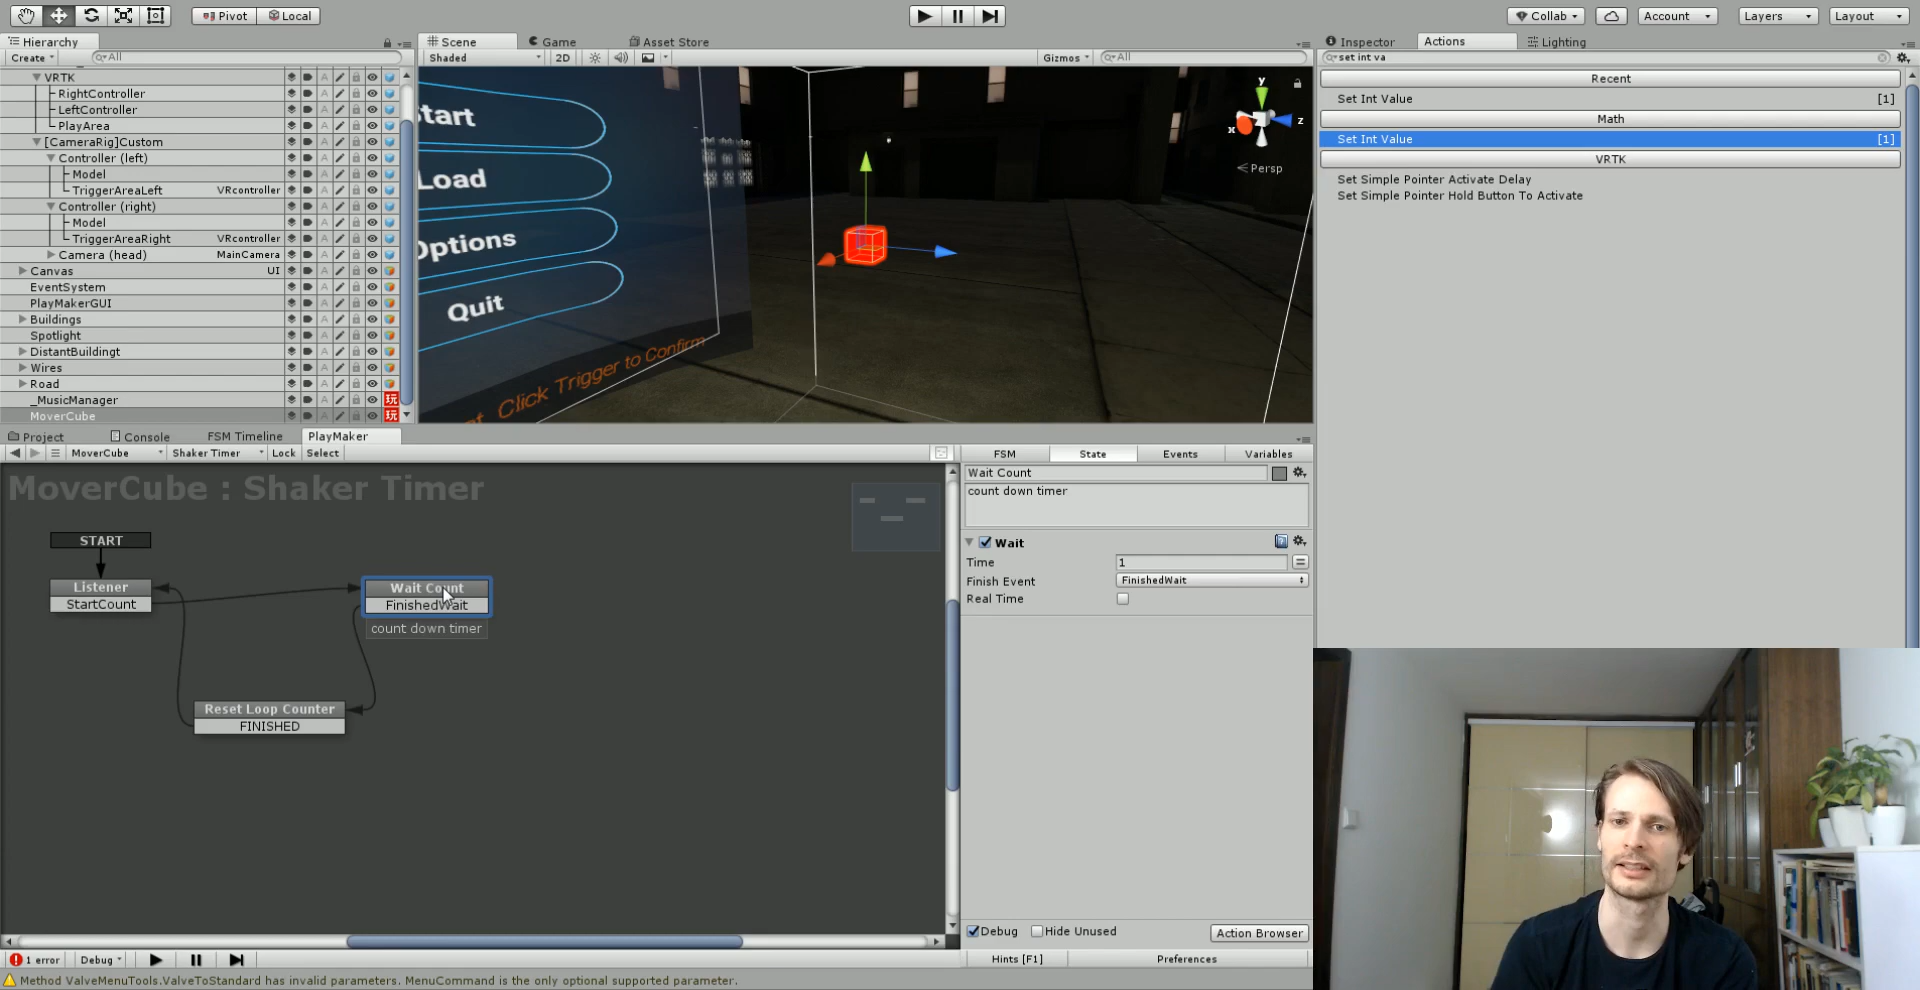 Pivot
Local
Collab
Account
Layers
Layout
Hierarchy
Scene
Game
Asset Store
Inspector
Actions
Lighting
Create
All
Shaded
2D
Gizmos
All
set int va
VRTK
RightController
LeftController
PlayArea
[CameraRig]Custom
Controller (left)
Model
TriggerAreaLeft VRcontroller
Controller (right)
Model
TriggerAreaRight VRcontroller
Camera (head) MainCamera
Canvas UI
EventSystem
PlayMakerGUI
Buildings
Spotlight
DistantBuildingt
Wires
Road
_MusicManager 玩
MoverCube 玩
tart
Load
Options
Quit
Click Trigger to Confirm
y
x
z
Persp
Recent
Set Int Value [1]
Math
Set Int Value [1]
VRTK
Set Simple Pointer Activate Delay
Set Simple Pointer Hold Button To Activate
Project
Console
FSM Timeline
PlayMaker
MoverCube
Shaker Timer
Lock
Select
MoverCube : Shaker Timer
START
Listener
StartCount
Wait Count
FinishedWait
count down timer
Reset Loop Counter
FINISHED
FSM
State
Events
Variables
Wait Count
count down timer
Wait
Time 1
Finish Event FinishedWait
Real Time
Debug
Hide Unused
Action Browser
1 error
Debug
Hints [F1]
Preferences
Method ValveMenuTools.ValveToStandard has invalid parameters. MenuCommand is the only optional supported parameter.